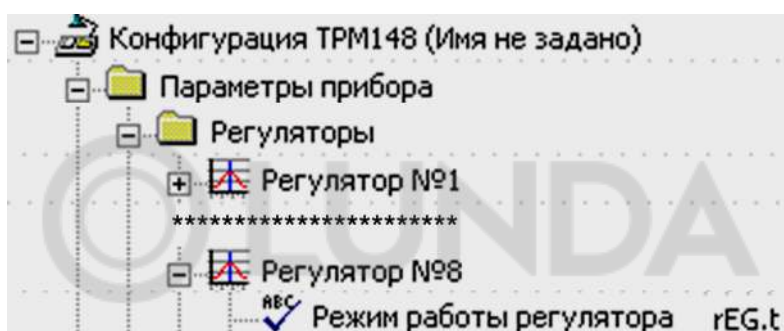 Конфигурация ТРМ148 (Имя не задано)
Параметры прибора
Регуляторы
Регулятор №1
***********************
Регулятор №8
ABC Режим работы регулятора rEG.
LUNDA